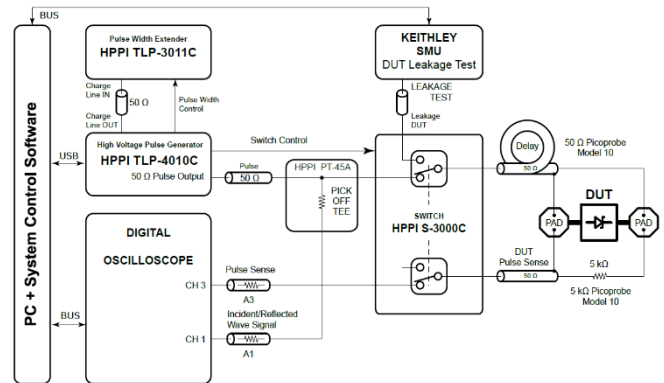 BUS
PC + System Control Software
Pulse Width Extender
HPPI TLP-3011C
KEITHLEY
SMU
DUT Leakage Test
Charge
Line IN
50 Ω
Charge
Line OUT
Pulse Width
Control
LEAKAGE
TEST
Leakage
DUT
USB
High Voltage Pulse Generator
HPPI TLP-4010C
50 Ω Pulse Output
Switch Control
Pulse
50 Ω
HPPI PT-45A
PICK
OFF
TEE
SWITCH
HPPI S-3000C
Delay
50 Ω
50 Ω Picoprobe
Model 10
DUT
PAD
PAD
DUT
Pulse Sense
50 Ω
5 kΩ
5 kΩ Picoprobe
Model 10
DIGITAL
OSCILLOSCOPE
CH 3
Pulse Sense
A3
BUS
CH 1
Incident/Reflected
Wave Signal
A1